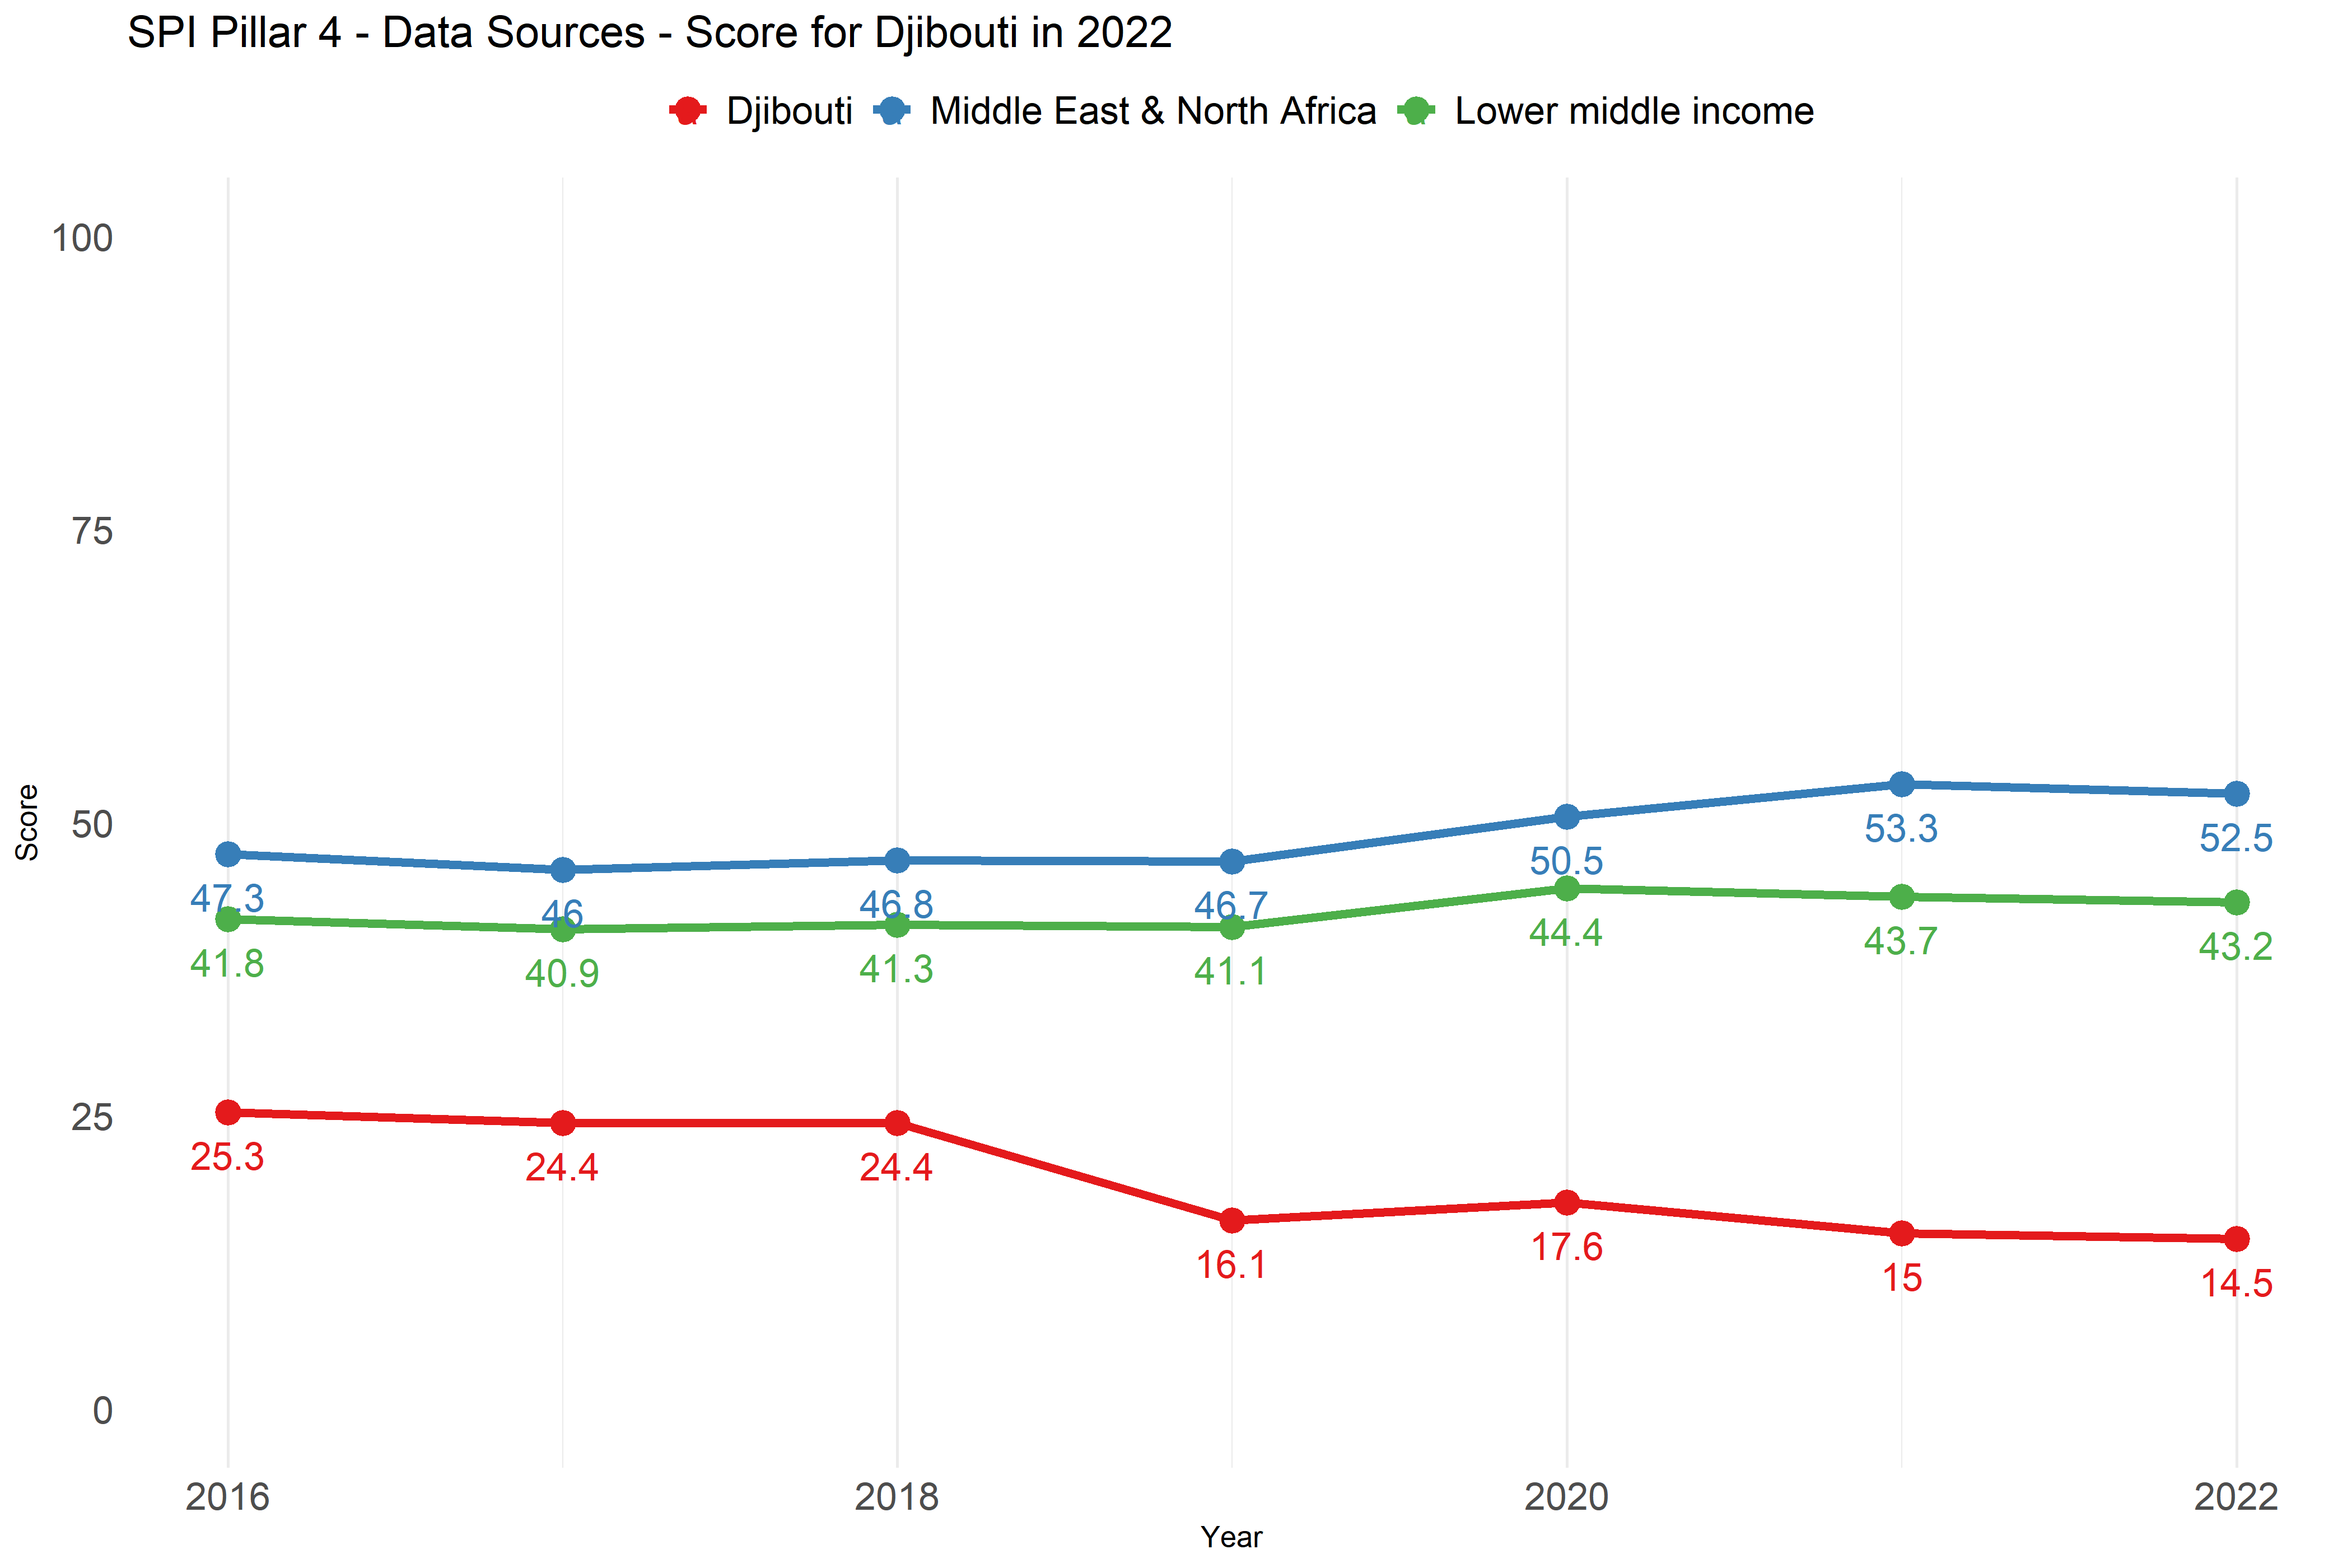 SPI Pillar 4 - Data Sources - Score for Djibouti in 2022
Djibouti Middle East & North Africa Lower middle income
100
75
50
25
0
Score
47.3 46 46.8 46.7 50.5 53.3 52.5
41.8 40.9 41.3 41.1 44.4 43.7 43.2
25.3 24.4 24.4 16.1 17.6 15 14.5
2016 2018 2020 2022
Year